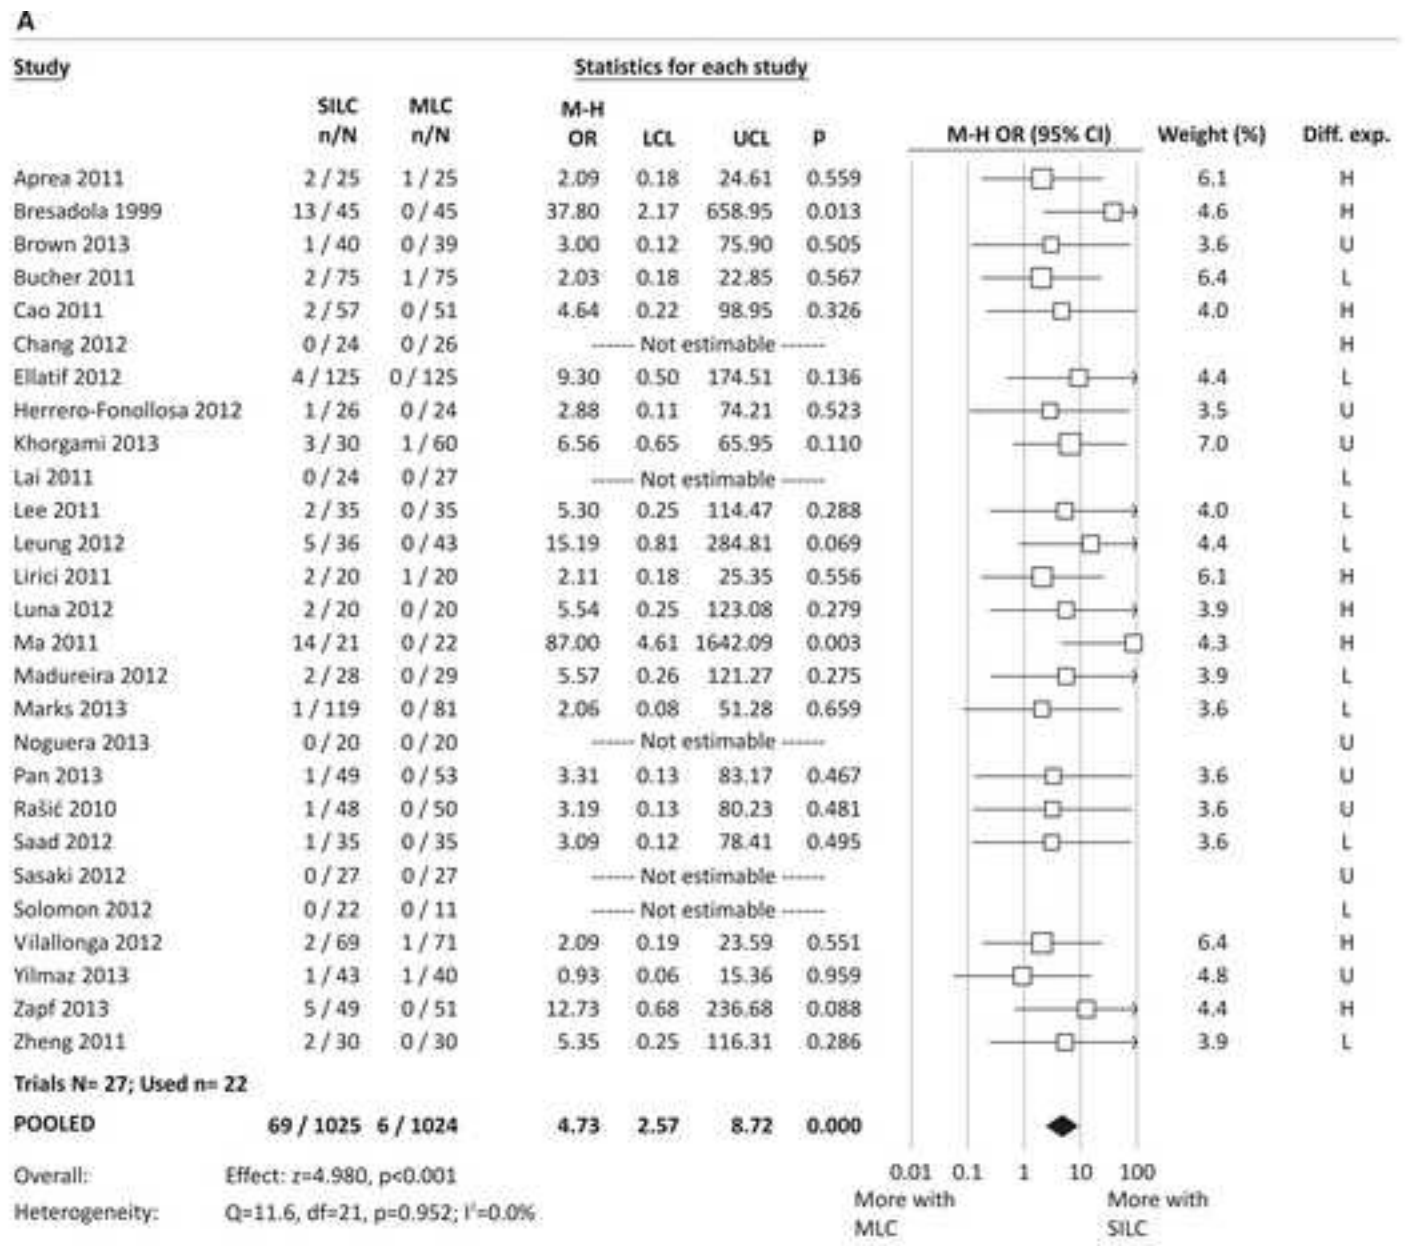 A
Study Statistics for each study
SILC MLC M-H
n/N n/N OR LCL UCL p M-H OR (95% CI) Weight (%) Diff. exp.
Aprea 2011 2 / 25 1 / 25 2.09 0.18 24.61 0.559 6.1 H
Bresadola 1999 13 / 45 0 / 45 37.80 2.17 658.95 0.013 4.6 H
Brown 2013 1 / 40 0 / 39 3.00 0.12 75.90 0.505 3.6 U
Bucher 2011 2 / 75 1 / 75 2.03 0.18 22.85 0.567 6.4 L
Cao 2011 2 / 57 0 / 51 4.64 0.22 98.95 0.326 4.0 H
Chang 2012 0 / 24 0 / 26 ------ Not estimable ------ H
Ellatif 2012 4 / 125 0 / 125 9.30 0.50 174.51 0.136 4.4 L
Herrero-Fonollosa 2012 1 / 26 0 / 24 2.88 0.11 74.21 0.523 3.5 U
Khorgami 2013 3 / 30 1 / 60 6.56 0.65 65.95 0.110 7.0 U
Lai 2011 0 / 24 0 / 27 ------ Not estimable ------ L
Lee 2011 2 / 35 0 / 35 5.30 0.25 114.47 0.288 4.0 L
Leung 2012 5 / 36 0 / 43 15.19 0.81 284.81 0.069 4.4 L
Lirici 2011 2 / 20 1 / 20 2.11 0.18 25.35 0.556 6.1 H
Luna 2012 2 / 20 0 / 20 5.54 0.25 123.08 0.279 3.9 H
Ma 2011 14 / 21 0 / 22 87.00 4.61 1642.09 0.003 4.3 H
Madureira 2012 2 / 28 0 / 29 5.57 0.26 121.27 0.275 3.9 L
Marks 2013 1 / 119 0 / 81 2.06 0.08 51.28 0.659 3.6 L
Noguera 2013 0 / 20 0 / 20 ------ Not estimable ------ U
Pan 2013 1 / 49 0 / 53 3.31 0.13 83.17 0.467 3.6 U
Rašić 2010 1 / 48 0 / 50 3.19 0.13 80.23 0.481 3.6 U
Saad 2012 1 / 35 0 / 35 3.09 0.12 78.41 0.495 3.6 L
Sasaki 2012 0 / 27 0 / 27 ------ Not estimable ------ U
Solomon 2012 0 / 22 0 / 11 ------ Not estimable ------ L
Vilallonga 2012 2 / 69 1 / 71 2.09 0.19 23.59 0.551 6.4 H
Yilmaz 2013 1 / 43 1 / 40 0.93 0.06 15.36 0.959 4.8 U
Zapf 2013 5 / 49 0 / 51 12.73 0.68 236.68 0.088 4.4 H
Zheng 2011 2 / 30 0 / 30 5.35 0.25 116.31 0.286 3.9 L
Trials N= 27; Used n= 22
POOLED 69 / 1025 6 / 1024 4.73 2.57 8.72 0.000
Overall: Effect: z=4.980, p<0.001
0.01 0.1 1 10 100
Heterogeneity: Q=11.6, df=21, p=0.952; I²=0.0%
More with More with
MLC SILC